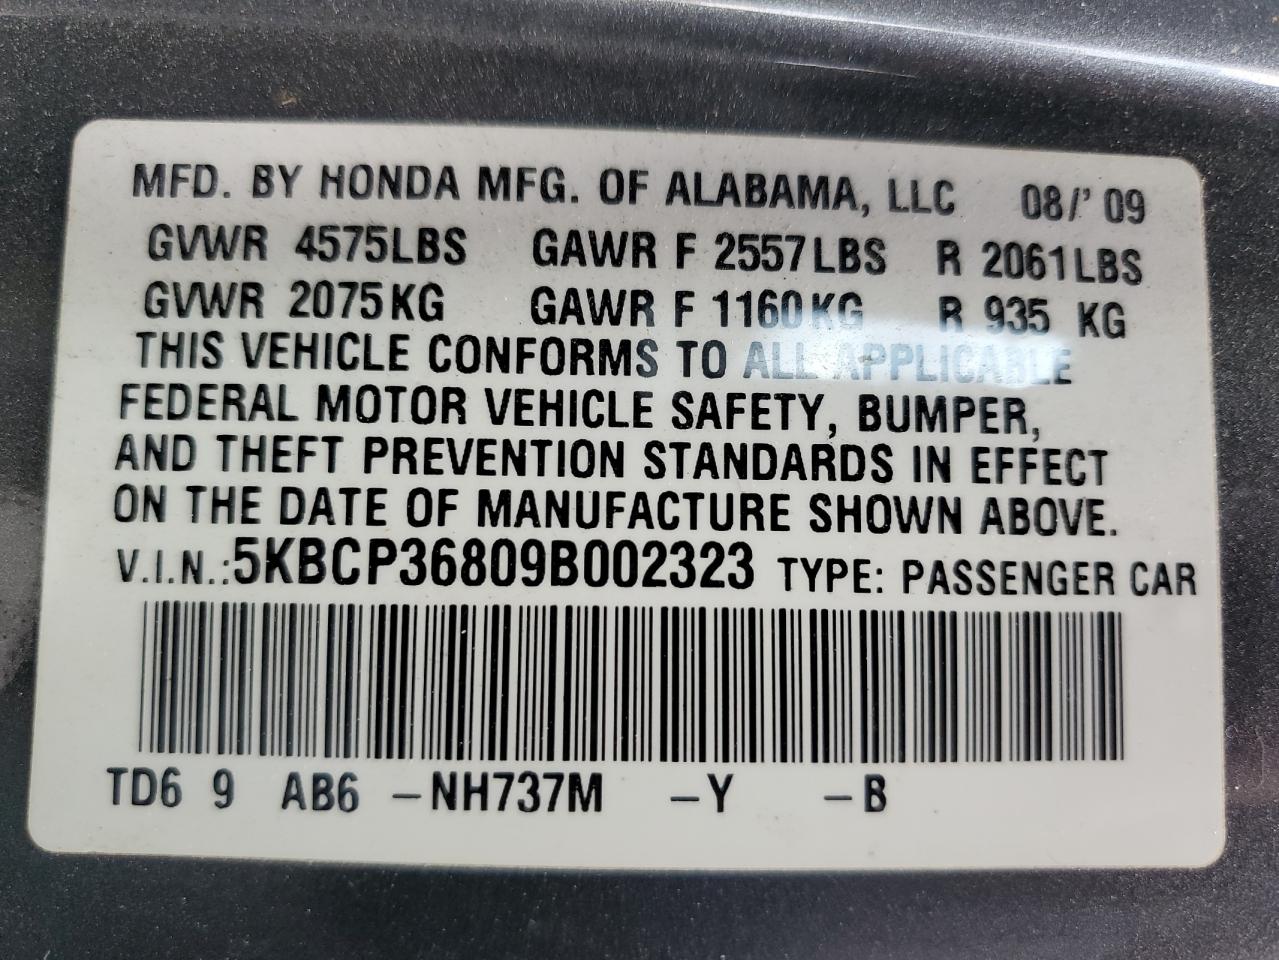 MFD. BY HONDA MFG. OF ALABAMA, LLC 08/' 09
GVWR 4575LBS GAWR F 2557LBS R 2061LBS
GVWR 2075KG GAWR F 1160KG R 935 KG
THIS VEHICLE CONFORMS TO ALL APPLICABLE
FEDERAL MOTOR VEHICLE SAFETY, BUMPER,
AND THEFT PREVENTION STANDARDS IN EFFECT
ON THE DATE OF MANUFACTURE SHOWN ABOVE.
V.I.N.:5KBCP36809B002323 TYPE: PASSENGER CAR
TD6 9 AB6 –NH737M –Y –B